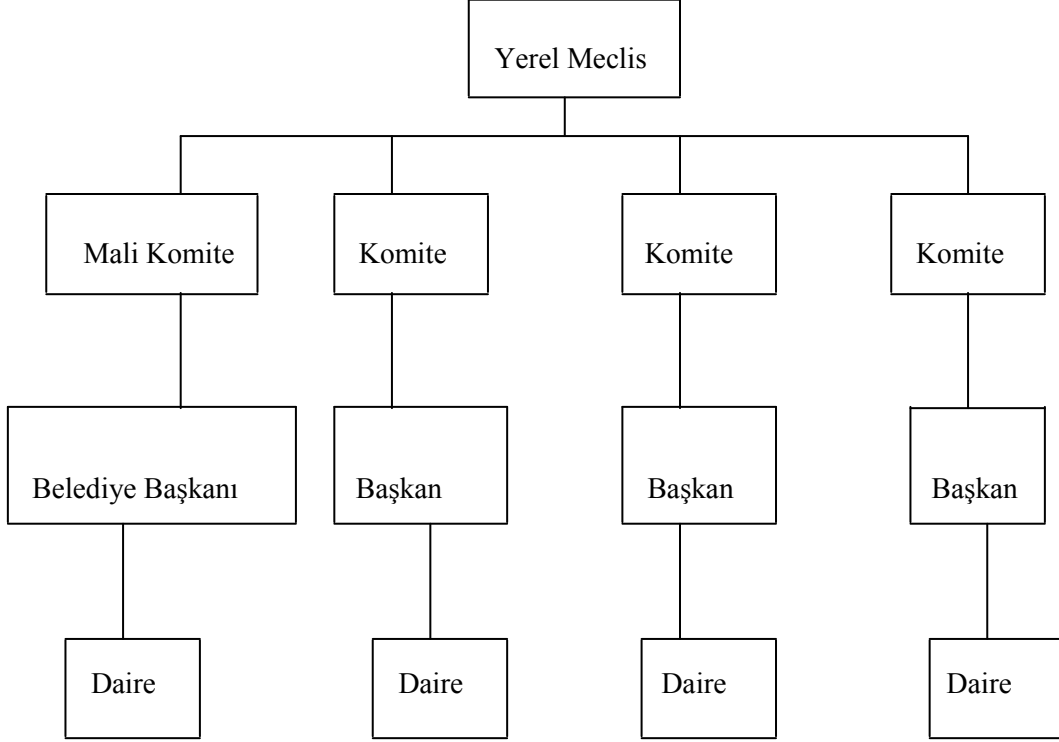 Yerel Meclis
Mali Komite
Komite
Komite
Komite
Belediye Başkanı
Başkan
Başkan
Başkan
Daire
Daire
Daire
Daire